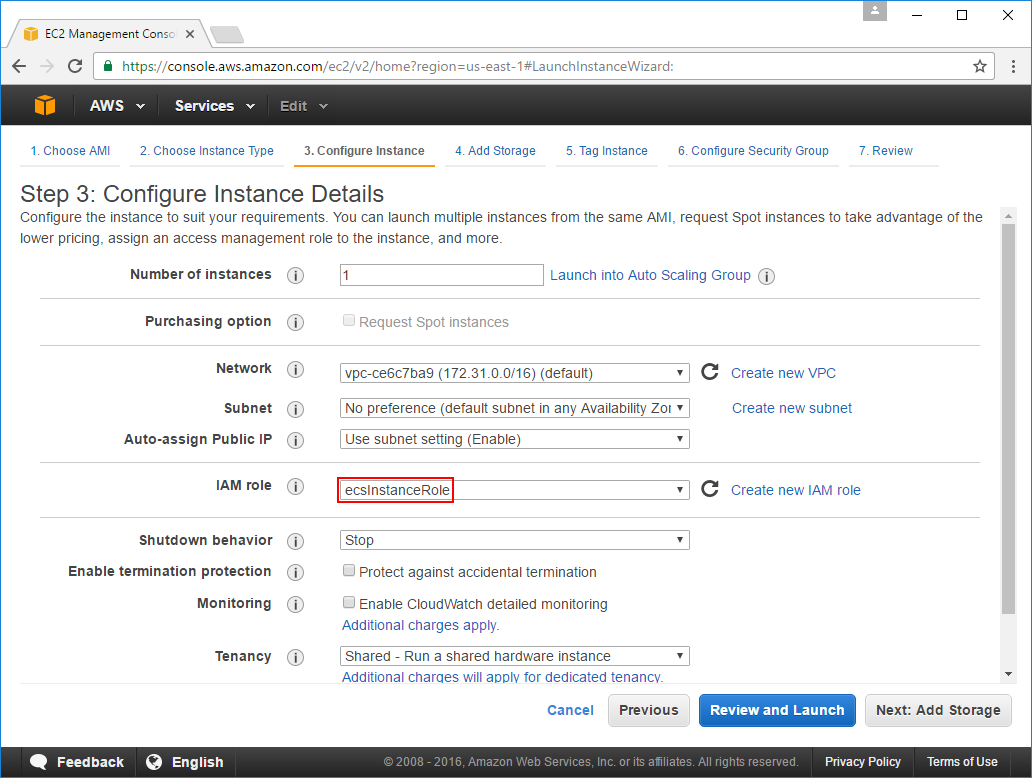 EC2 Management Conso
https://console.aws.amazon.com/ec2/v2/home?region=us-east-1#LaunchInstanceWizard:
AWS Services Edit
1. Choose AMI 2. Choose Instance Type 3. Configure Instance 4. Add Storage 5. Tag Instance 6. Configure Security Group 7. Review
Step 3: Configure Instance Details
Configure the instance to suit your requirements. You can launch multiple instances from the same AMI, request Spot instances to take advantage of the
lower pricing, assign an access management role to the instance, and more.
Number of instances i 1 Launch into Auto Scaling Group i
Purchasing option i Request Spot instances
Network i vpc-ce6c7ba9 (172.31.0.0/16) (default) Create new VPC
Subnet i No preference (default subnet in any Availability Zor Create new subnet
Auto-assign Public IP i Use subnet setting (Enable)
IAM role i ecsInstanceRole Create new IAM role
Shutdown behavior i Stop
Enable termination protection i Protect against accidental termination
Monitoring i Enable CloudWatch detailed monitoring
Additional charges apply.
Tenancy i Shared - Run a shared hardware instance
Additional charges will apply for dedicated tenancy.
Cancel Previous Review and Launch Next: Add Storage
Feedback English © 2008 - 2016, Amazon Web Services, Inc. or its affiliates. All rights reserved. Privacy Policy Terms of Use